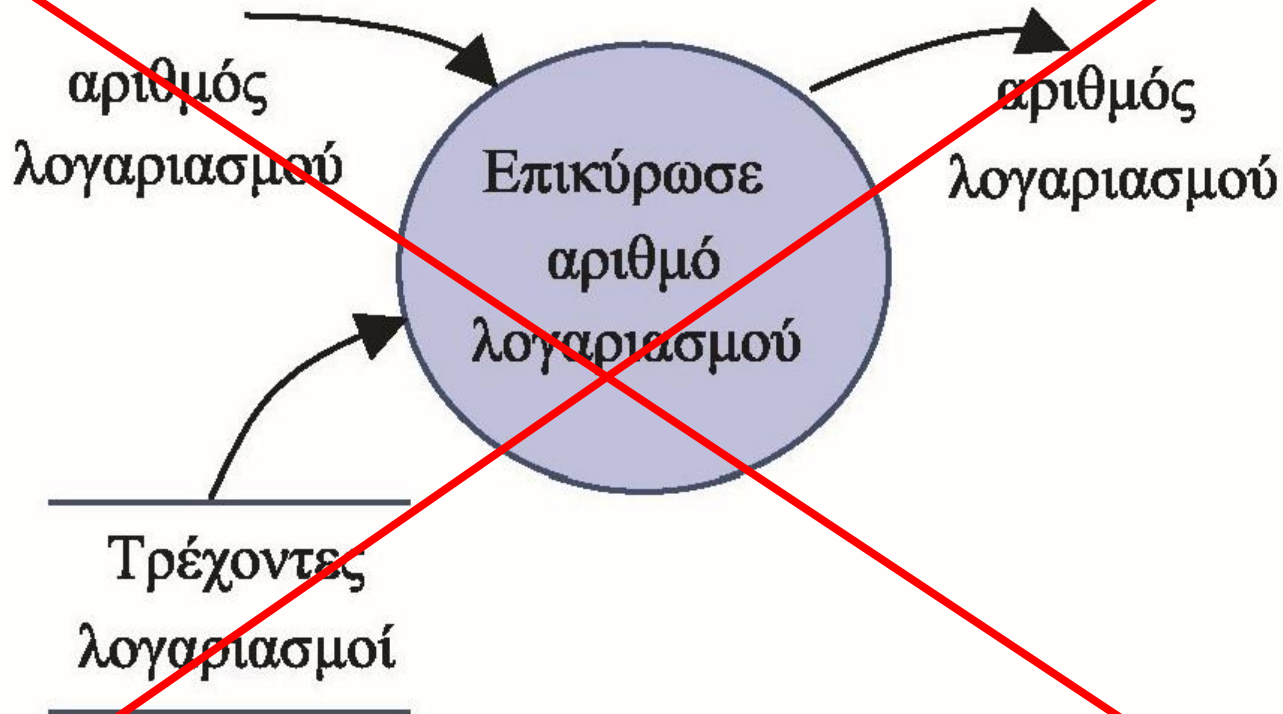 αριθμός
λογαριασμού
Επικύρωσε
αριθμό
λογαριασμού
αριθμός
λογαριασμού
Τρέχοντες
λογαριασμοί